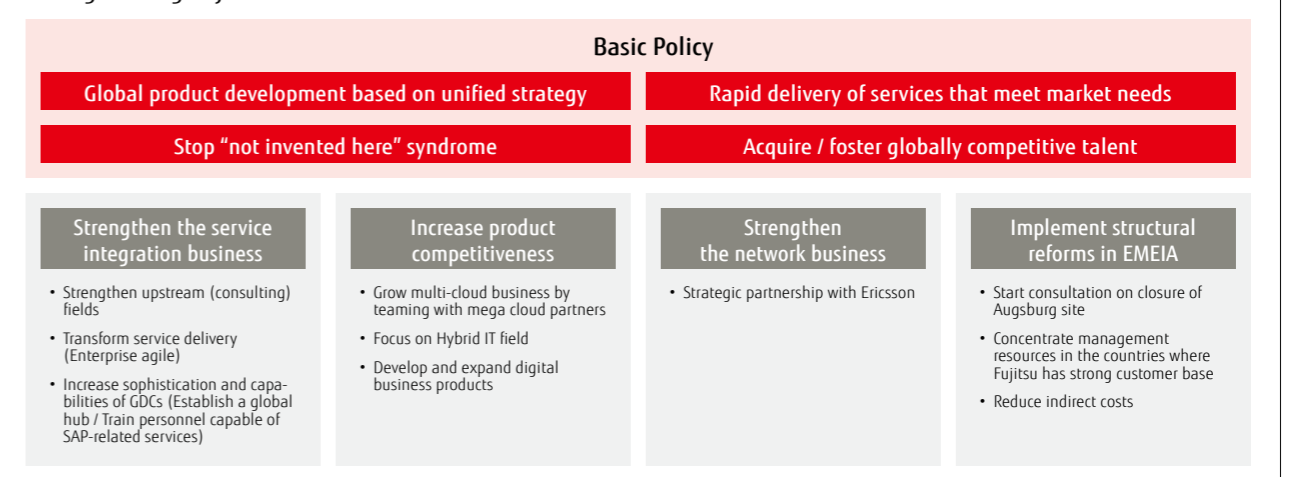 Basic Policy
Global product development based on unified strategy
Rapid delivery of services that meet market needs
Stop “not invented here” syndrome
Acquire / foster globally competitive talent
Strengthen the service
integration business
• Strengthen upstream (consulting)
fields
• Transform service delivery
(Enterprise agile)
• Increase sophistication and capa-
bilities of GDCs (Establish a global
hub / Train personnel capable of
SAP-related services)
Increase product
competitiveness
• Grow multi-cloud business by
teaming with mega cloud partners
• Focus on Hybrid IT field
• Develop and expand digital
business products
Strengthen
the network business
• Strategic partnership with Ericsson
Implement structural
reforms in EMEIA
• Start consultation on closure of
Augsburg site
• Concentrate management
resources in the countries where
Fujitsu has strong customer base
• Reduce indirect costs